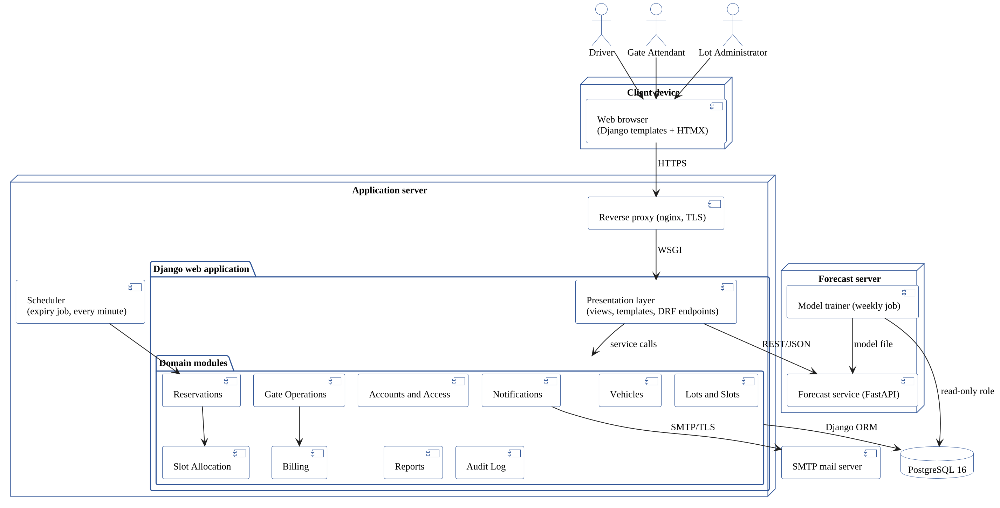 Driver
Gate Attendant
Lot Administrator
Client device
Web browser
(Django templates + HTMX)
HTTPS
Application server
Reverse proxy (nginx, TLS)
WSGI
Django web application
Forecast server
Scheduler
(expiry job, every minute)
Presentation layer
(views, templates, DRF endpoints)
Model trainer (weekly job)
service calls
REST/JSON
model file
Domain modules
Reservations
Gate Operations
Accounts and Access
Notifications
Vehicles
Lots and Slots
Forecast service (FastAPI)
read-only role
SMTP/TLS
Django ORM
Slot Allocation
Billing
Reports
Audit Log
SMTP mail server
PostgreSQL 16